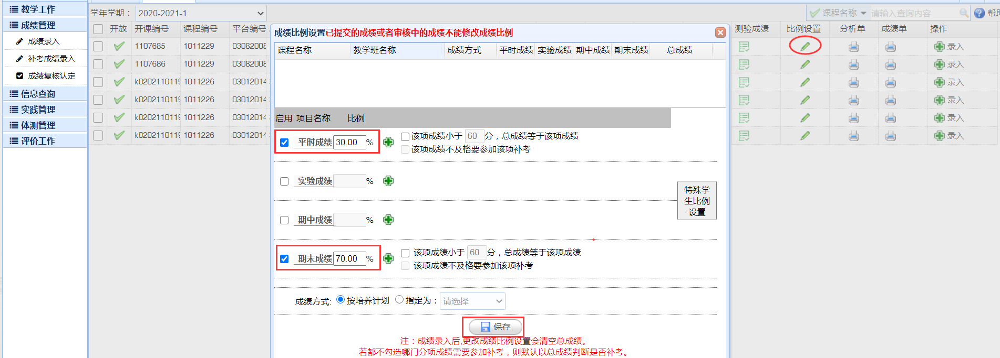 教学工作
成绩管理
成绩录入
补考成绩录入
成绩复核认定
信息查询
实践管理
体测管理
评价工作
学年学期： 2020-2021-1
课程名称 请输入查询内容 帮助
开放 开课编号 课程编号 平台编号
测验成绩 比例设置 分析单 成绩单 操作
1107685 1011229 03082008 录入
1107686 1011229 03082008 录入
k0202110119 1011226 03012014 录入
k0202110119 1011226 03012014 录入
k0202110119 1011226 03012014 录入
k0202110119 1011226 03012014 录入
成绩比例设置已提交的成绩或者审核中的成绩不能修改成绩比例
课程名称 教学班名称 成绩方式 平时成绩 实验成绩 期中成绩 期末成绩 总成绩
启用 项目名称 比例
平时成绩 30.00 %
该项成绩小于 60 分，总成绩等于该项成绩
该项成绩不及格要参加该项补考
实验成绩 %
特殊学
生比例
设置
期中成绩 %
期末成绩 70.00 %
该项成绩小于 60 分，总成绩等于该项成绩
该项成绩不及格要参加该项补考
成绩方式: 按培养计划 指定为： 请选择
保存
注：成绩录入后,更改成绩比例设置会清空总成绩。
若都不勾选哪门分项成绩需要参加补考，则默认以总成绩判断是否补考。